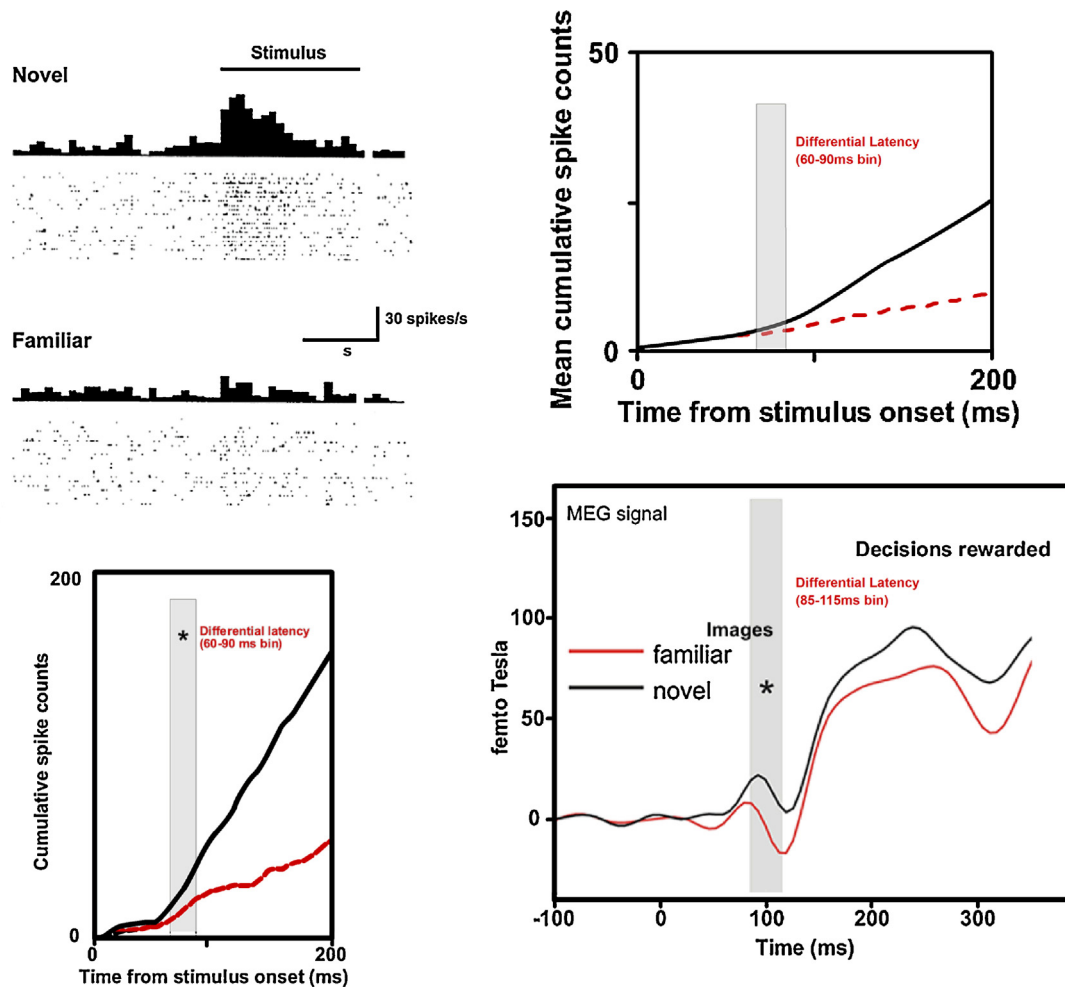 Stimulus
Novel
30 spikes/s
s
Familiar
200
*
Differential latency
(60-90 ms bin)
Cumulative spike counts
0
0
200
Time from stimulus onset (ms)
50
Mean cumulative spike counts
Differential Latency
(60-90ms bin)
0
0
200
Time from stimulus onset (ms)
150
MEG signal
Decisions rewarded
Differential Latency
(85-115ms bin)
100
Images
familiar
novel
*
femto Tesla
50
0
-100
0
100
200
300
Time (ms)